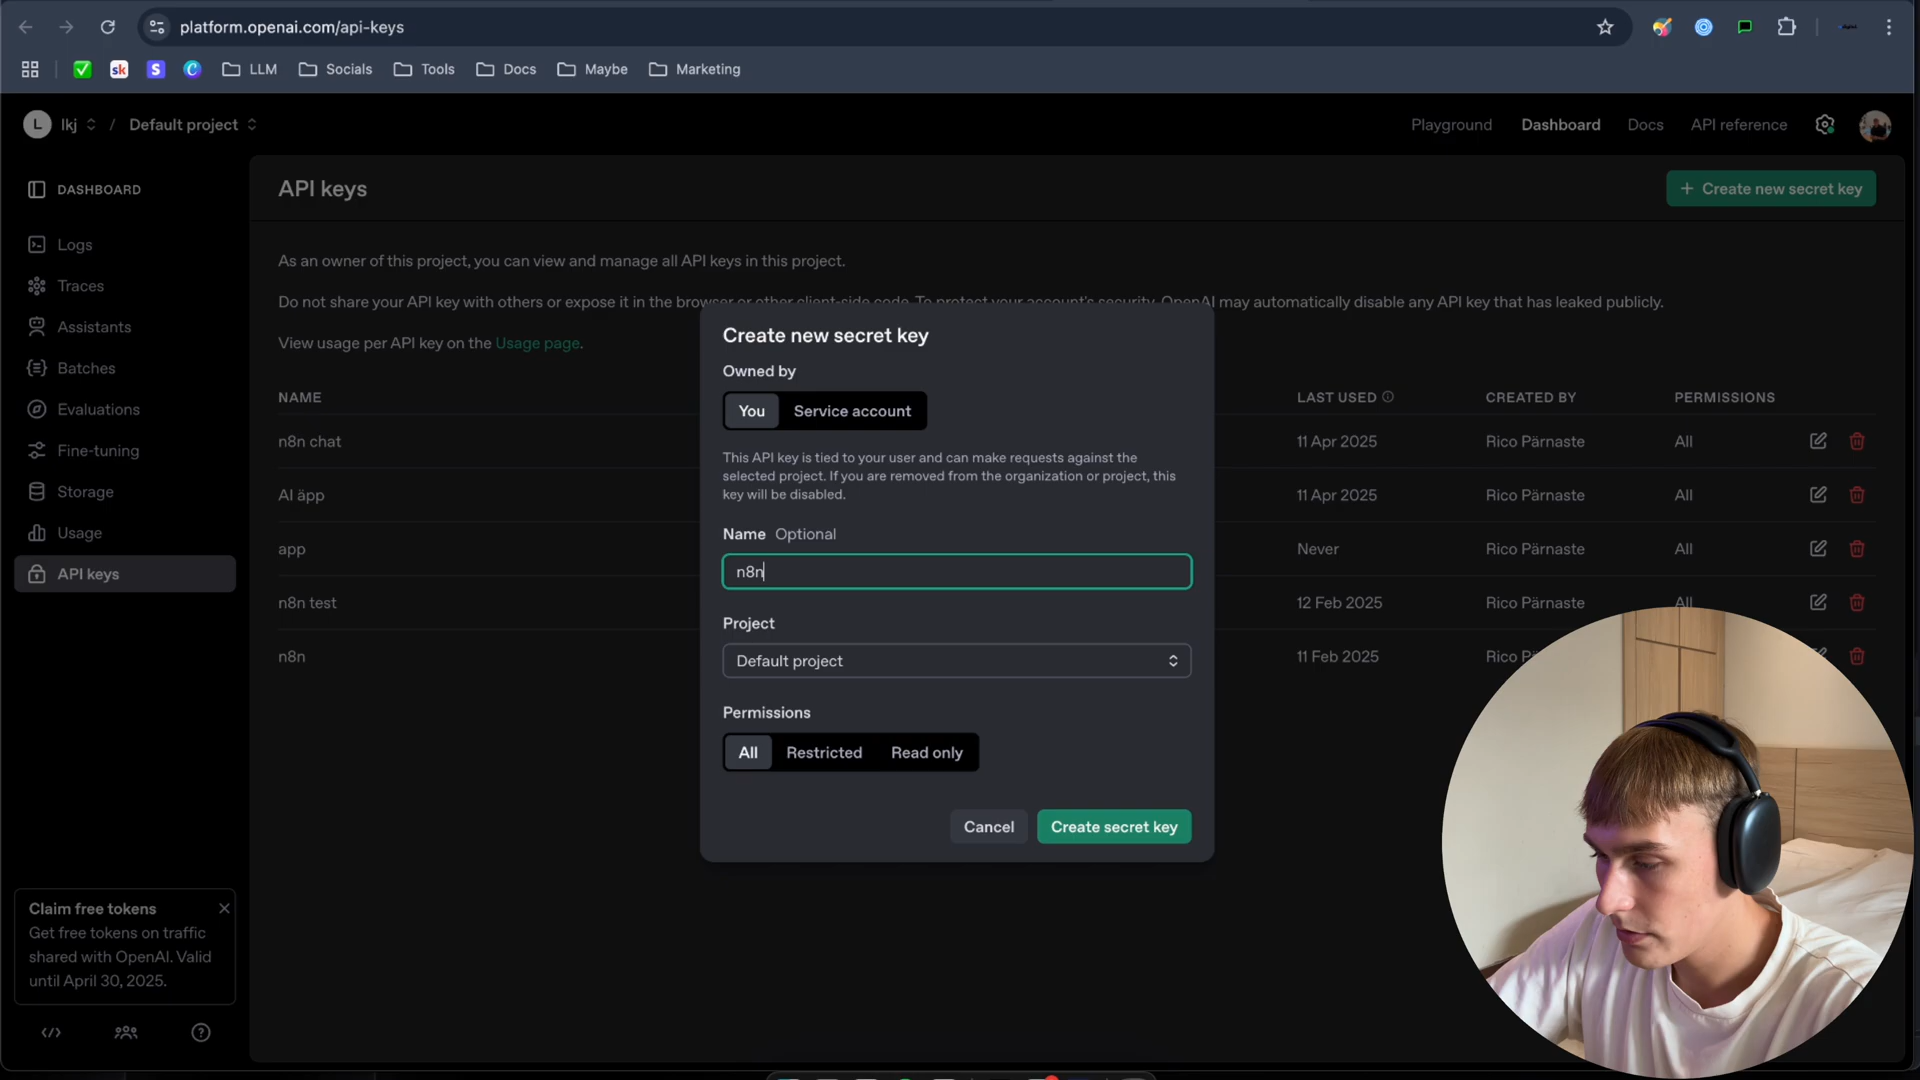 platform.openai.com/api-keys
sk
S
C
LLM
Socials
Tools
Docs
Maybe
Marketing
L
lkj
/
Default project
Playground
Dashboard
Docs
API reference
DASHBOARD
Logs
Traces
Assistants
Batches
Evaluations
Fine-tuning
Storage
Usage
API keys
Claim free tokens
Get free tokens on traffic
shared with OpenAI. Valid
until April 30, 2025.
API keys
+ Create new secret key
As an owner of this project, you can view and manage all API keys in this project.
Do not share your API key with others or expose it in the browser or other client-side code. To protect your account's security, OpenAI may automatically disable any API key that has leaked publicly.
View usage per API key on the Usage page.
NAME
LAST USED
CREATED BY
PERMISSIONS
n8n chat
11 Apr 2025
Rico Pärnaste
All
AI äpp
11 Apr 2025
Rico Pärnaste
All
app
Never
Rico Pärnaste
All
n8n test
12 Feb 2025
Rico Pärnaste
All
n8n
11 Feb 2025
Rico
Create new secret key
Owned by
You
Service account
This API key is tied to your user and can make requests against the
selected project. If you are removed from the organization or project, this
key will be disabled.
Name Optional
n8n
Project
Default project
Permissions
All
Restricted
Read only
Cancel
Create secret key